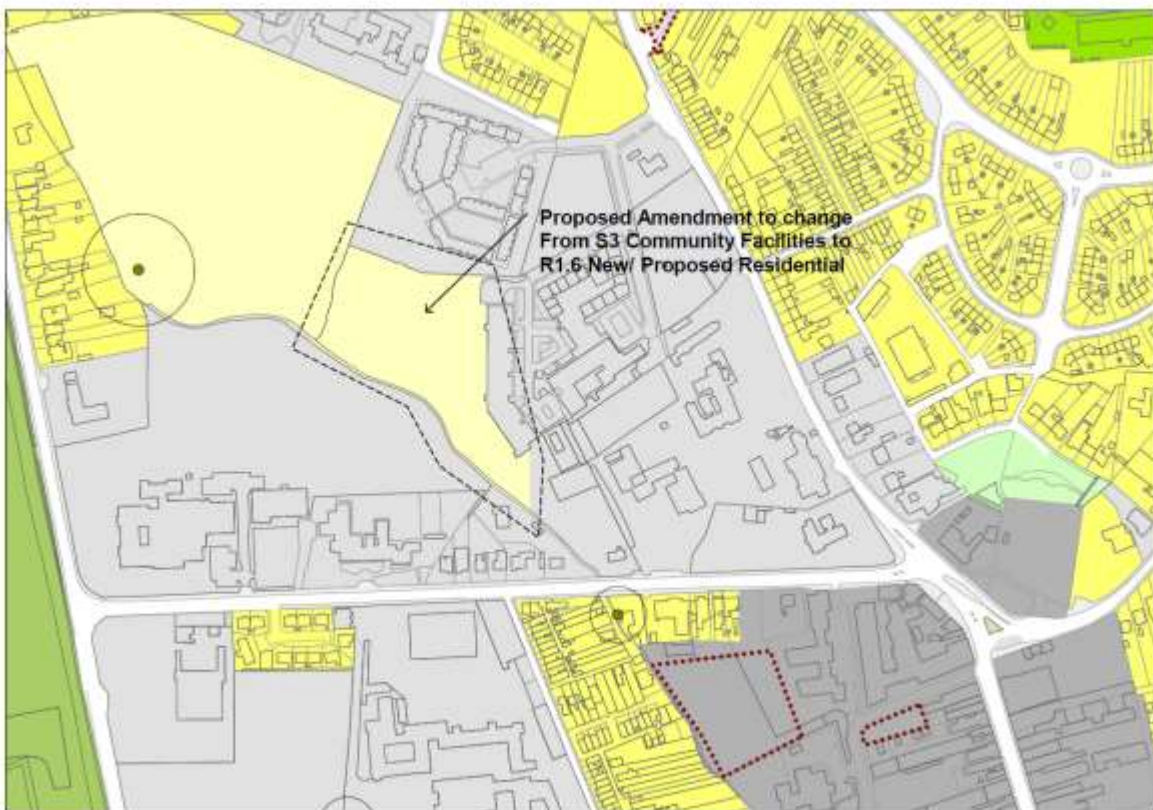 Proposed Amendment to change
From S3 Community Facilities to
R1.6 New/ Proposed Residential